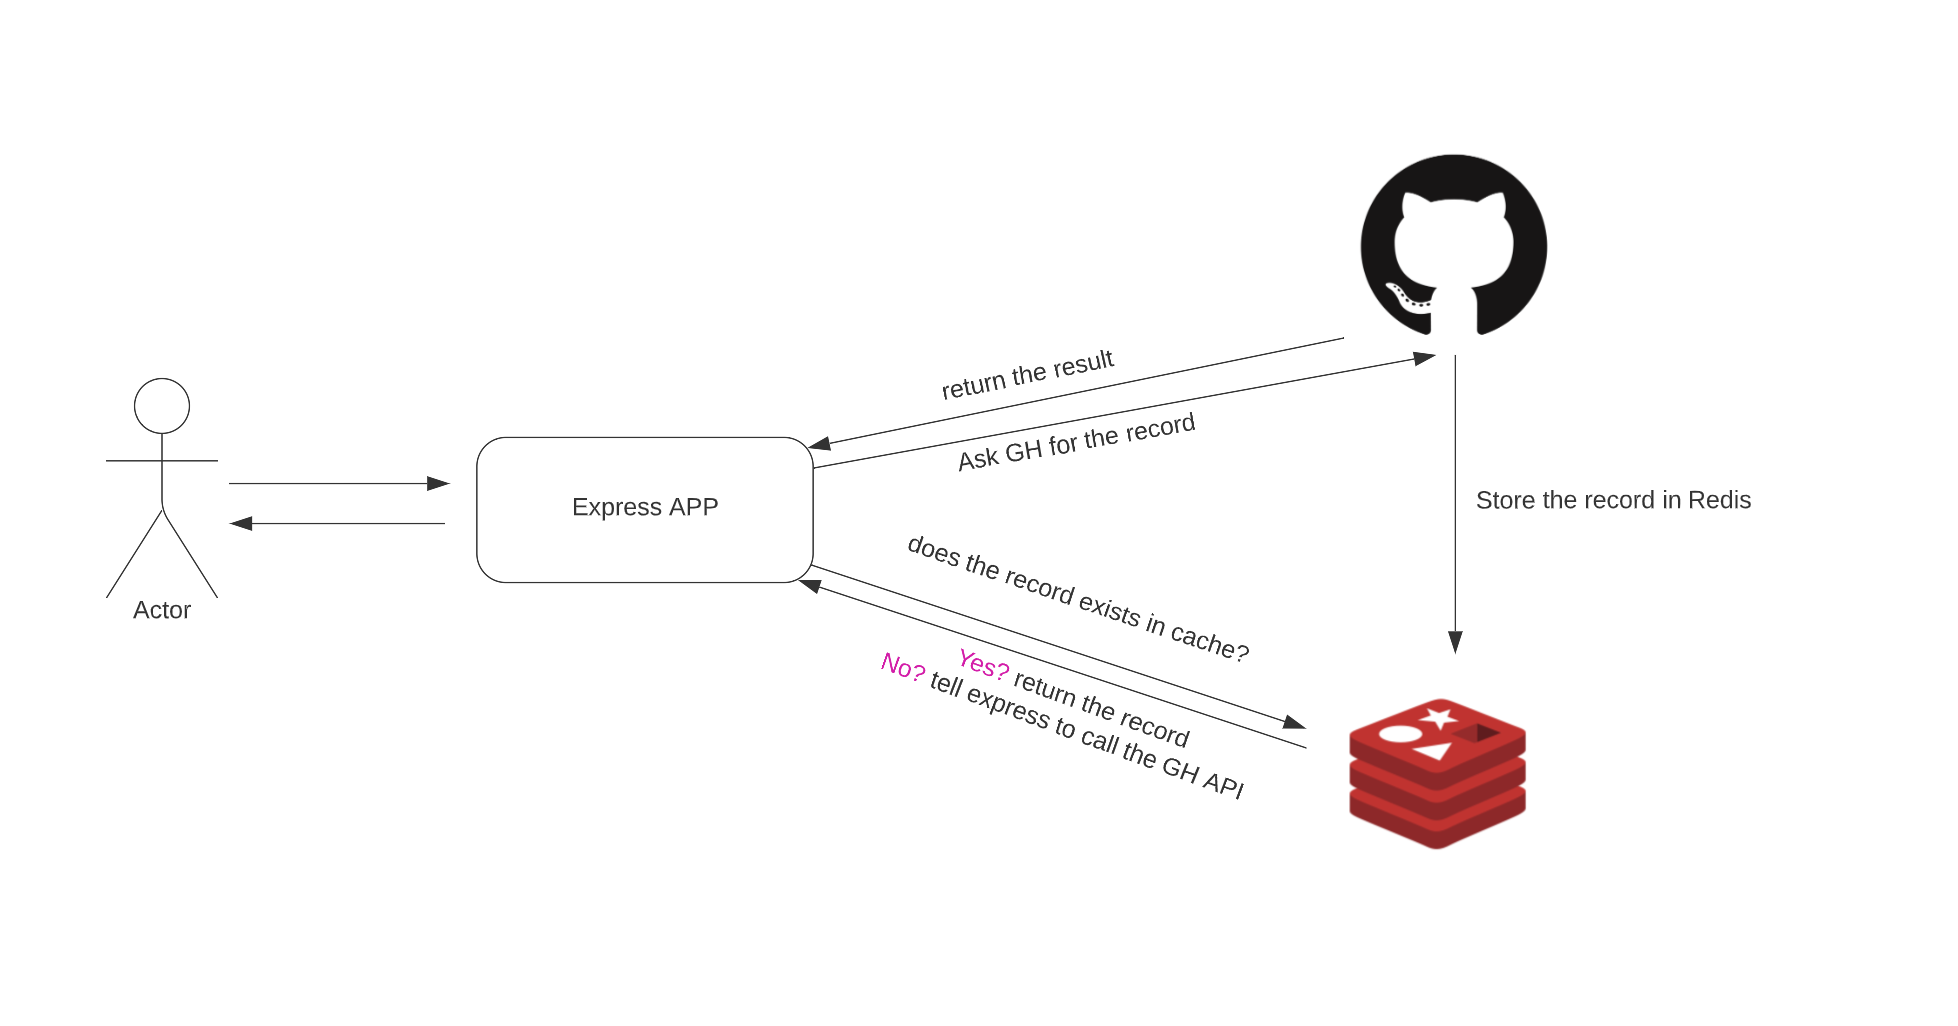 return the result
Ask GH for the record
Express APP
Store the record in Redis
does the record exists in cache?
Actor
Yes? return the record
No? tell express to call the GH API